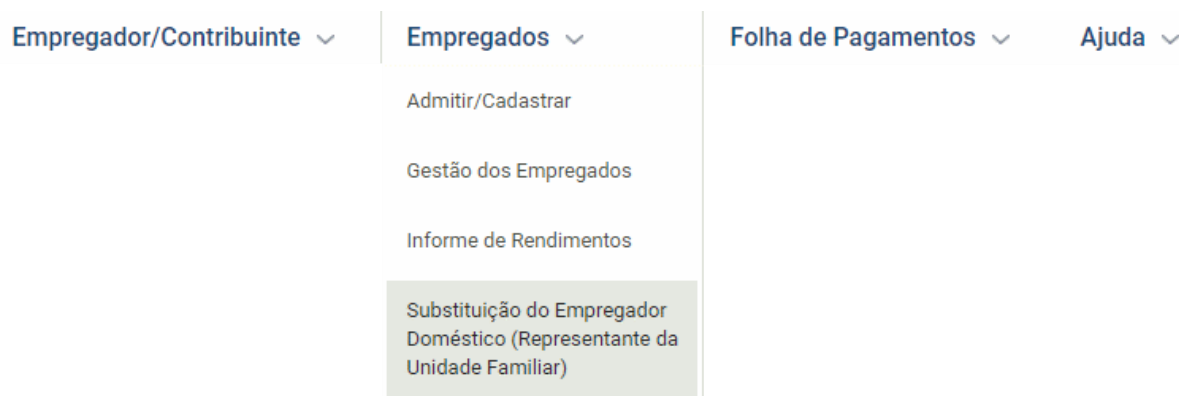 Empregador/Contribuinte
Empregados
Folha de Pagamentos
Ajuda
Admitir/Cadastrar
Gestão dos Empregados
Informe de Rendimentos
Substituição do Empregador
Doméstico (Representante da
Unidade Familiar)